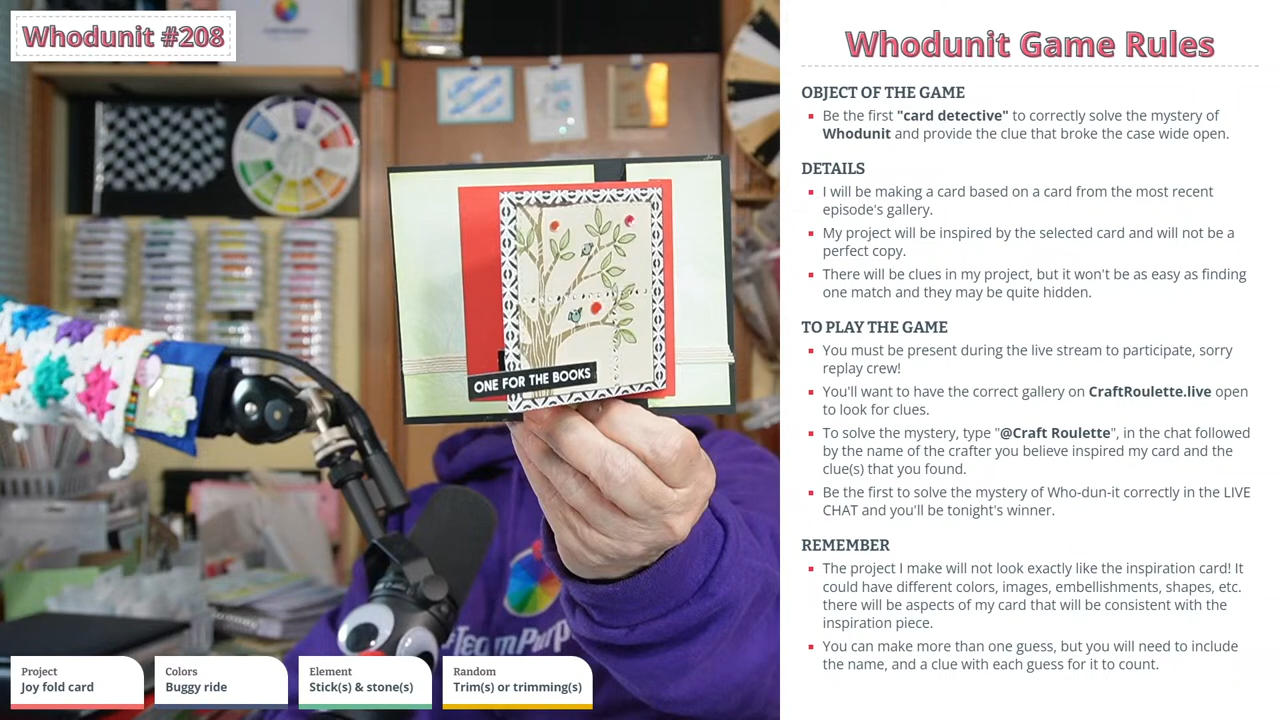 Whodunit #208
ONE FOR THE BOOKS
#TeamPurp
Project
Joy fold card
Colors
Buggy ride
Element
Stick(s) & stone(s)
Random
Trim(s) or trimming(s)
Whodunit Game Rules
OBJECT OF THE GAME
Be the first "card detective" to correctly solve the mystery of
Whodunit and provide the clue that broke the case wide open.
DETAILS
I will be making a card based on a card from the most recent
episode's gallery.
My project will be inspired by the selected card and will not be a
perfect copy.
There will be clues in my project, but it won't be as easy as finding
one match and they may be quite hidden.
TO PLAY THE GAME
You must be present during the live stream to participate, sorry
replay crew!
You'll want to have the correct gallery on CraftRoulette.live open
to look for clues.
To solve the mystery, type "@Craft Roulette", in the chat followed
by the name of the crafter you believe inspired my card and the
clue(s) that you found.
Be the first to solve the mystery of Who-dun-it correctly in the LIVE
CHAT and you'll be tonight's winner.
REMEMBER
The project I make will not look exactly like the inspiration card! It
could have different colors, images, embellishments, shapes, etc.
there will be aspects of my card that will be consistent with the
inspiration piece.
You can make more than one guess, but you will need to include
the name, and a clue with each guess for it to count.